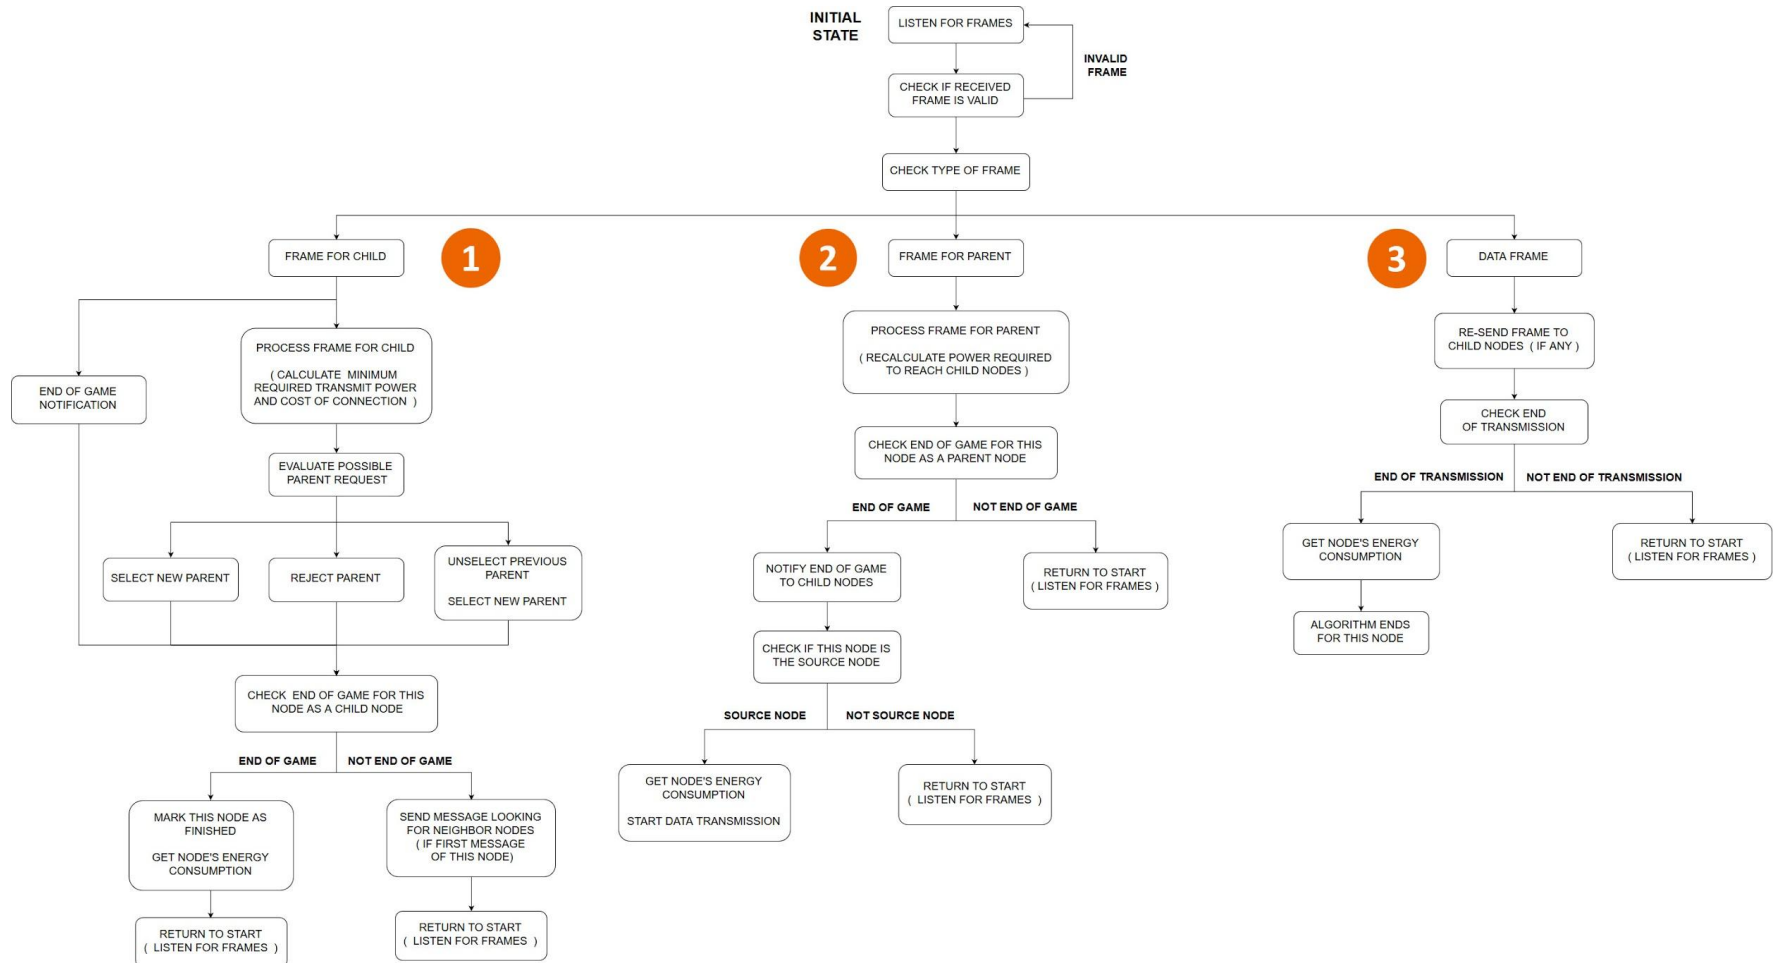 INITIAL
STATE
LISTEN FOR FRAMES
INVALID
FRAME
CHECK IF RECEIVED
FRAME IS VALID
CHECK TYPE OF FRAME
FRAME FOR CHILD
1
2
FRAME FOR PARENT
3
DATA FRAME
END OF GAME
NOTIFICATION
PROCESS FRAME FOR CHILD
( CALCULATE MINIMUM
REQUIRED TRANSMIT POWER
AND COST OF CONNECTION )
EVALUATE POSSIBLE
PARENT REQUEST
SELECT NEW PARENT
REJECT PARENT
UNSELECT PREVIOUS
PARENT
SELECT NEW PARENT
CHECK END OF GAME FOR THIS
NODE AS A CHILD NODE
END OF GAME
NOT END OF GAME
MARK THIS NODE AS
FINISHED
GET NODE'S ENERGY
CONSUMPTION
RETURN TO START
( LISTEN FOR FRAMES )
SEND MESSAGE LOOKING
FOR NEIGHBOR NODES
( IF FIRST MESSAGE
OF THIS NODE)
RETURN TO START
( LISTEN FOR FRAMES )
PROCESS FRAME FOR PARENT
( RECALCULATE POWER REQUIRED
TO REACH CHILD NODES )
CHECK END OF GAME FOR THIS
NODE AS A PARENT NODE
END OF GAME
NOT END OF GAME
NOTIFY END OF GAME
TO CHILD NODES
RETURN TO START
( LISTEN FOR FRAMES )
CHECK IF THIS NODE IS
THE SOURCE NODE
SOURCE NODE
NOT SOURCE NODE
GET NODE'S ENERGY
CONSUMPTION
START DATA TRANSMISSION
RETURN TO START
( LISTEN FOR FRAMES )
RE-SEND FRAME TO
CHILD NODES ( IF ANY )
CHECK END
OF TRANSMISSION
END OF TRANSMISSION
NOT END OF TRANSMISSION
GET NODE'S ENERGY
CONSUMPTION
ALGORITHM ENDS
FOR THIS NODE
RETURN TO START
( LISTEN FOR FRAMES )